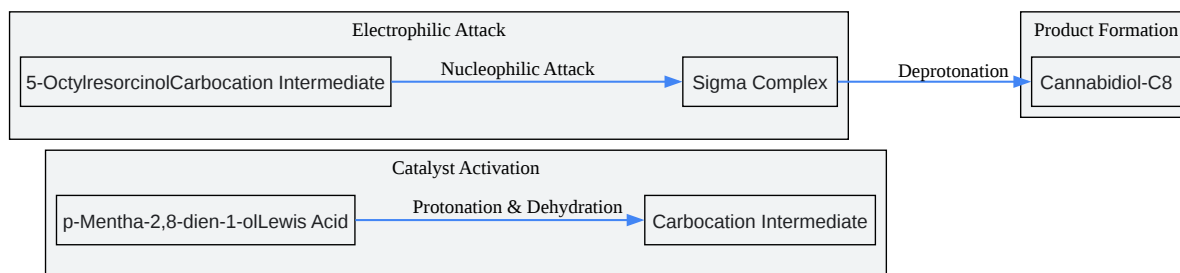 Electrophilic Attack
Product Formation
5-OctylresorcinolCarbocation Intermediate
Nucleophilic Attack
Sigma Complex
Deprotonation
Cannabidiol-C8
Catalyst Activation
p-Mentha-2,8-dien-1-olLewis Acid
Protonation & Dehydration
Carbocation Intermediate